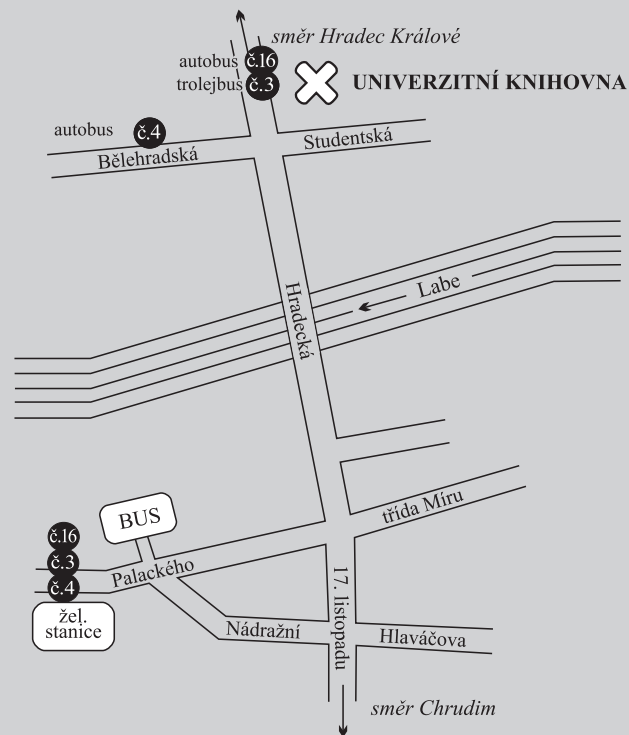 směr Hradec Králové
autobus č.16
trolejbus č.3
UNIVERZITNÍ KNIHOVNA
autobus č.4
Bělehradská
Studentská
Labe
Hradecká
třída Míru
BUS
č.16
č.3
č.4
Palackého
žel.
stanice
Nádražní
17. listopadu
Hlaváčova
směr Chrudim